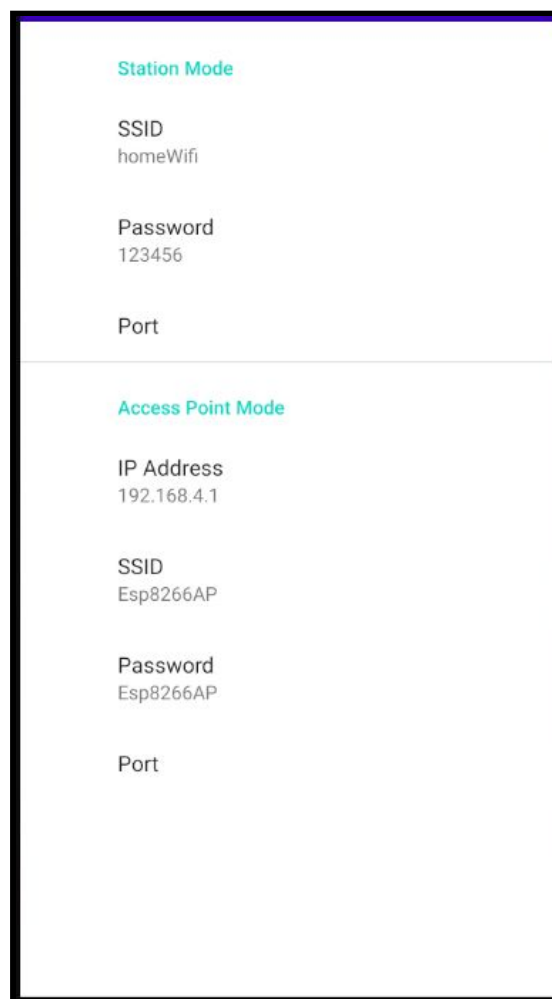 Station Mode
SSID
homeWifi
Password
123456
Port
Access Point Mode
IP Address
192.168.4.1
SSID
Esp8266AP
Password
Esp8266AP
Port